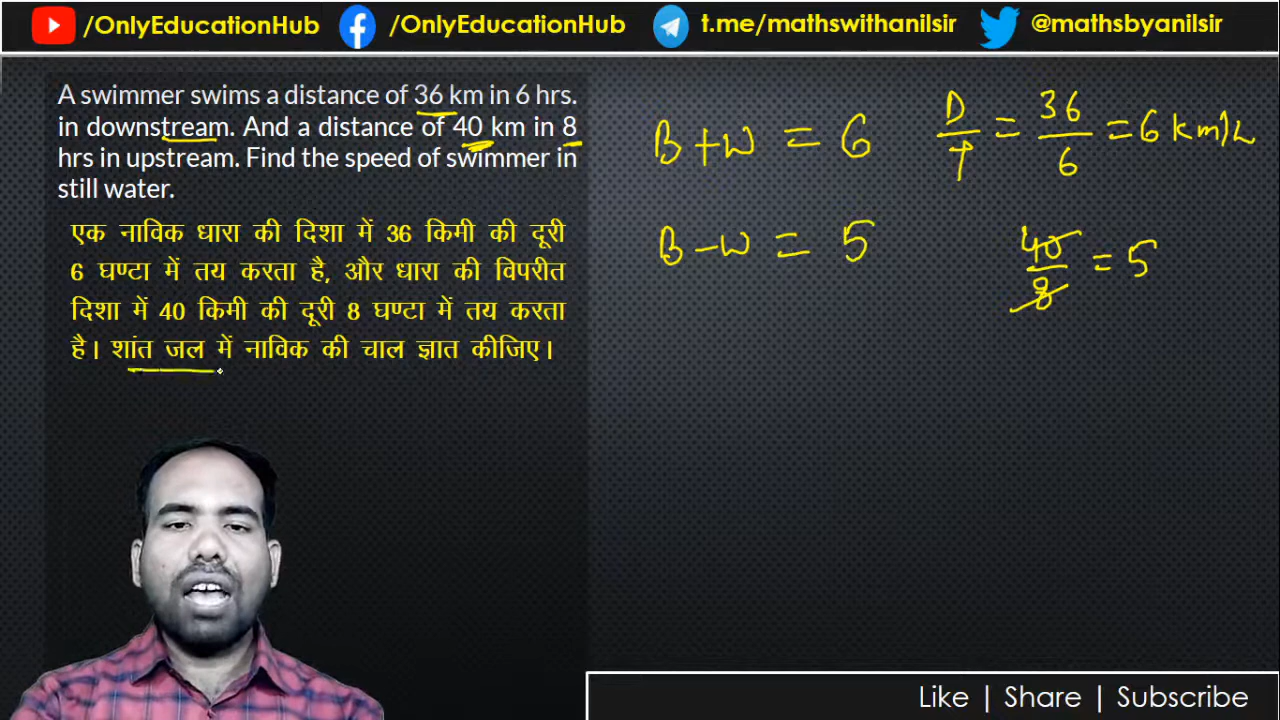 /OnlyEducationHub /OnlyEducationHub t.me/mathswithanilsir @mathsbyanilsir
A swimmer swims a distance of 36 km in 6 hrs.
in downstream. And a distance of 40 km in 8
hrs in upstream. Find the speed of swimmer in
still water.
एक नाविक धारा की दिशा में 36 किमी की दूरी
6 घण्टा में तय करता है, और धारा की विपरीत
दिशा में 40 किमी की दूरी 8 घण्टा में तय करता
है। शांत जल में नाविक की चाल ज्ञात कीजिए।
B+W = 6
D/T = 36/6 = 6 km/h
B-W = 5
40/8 = 5
Like | Share | Subscribe